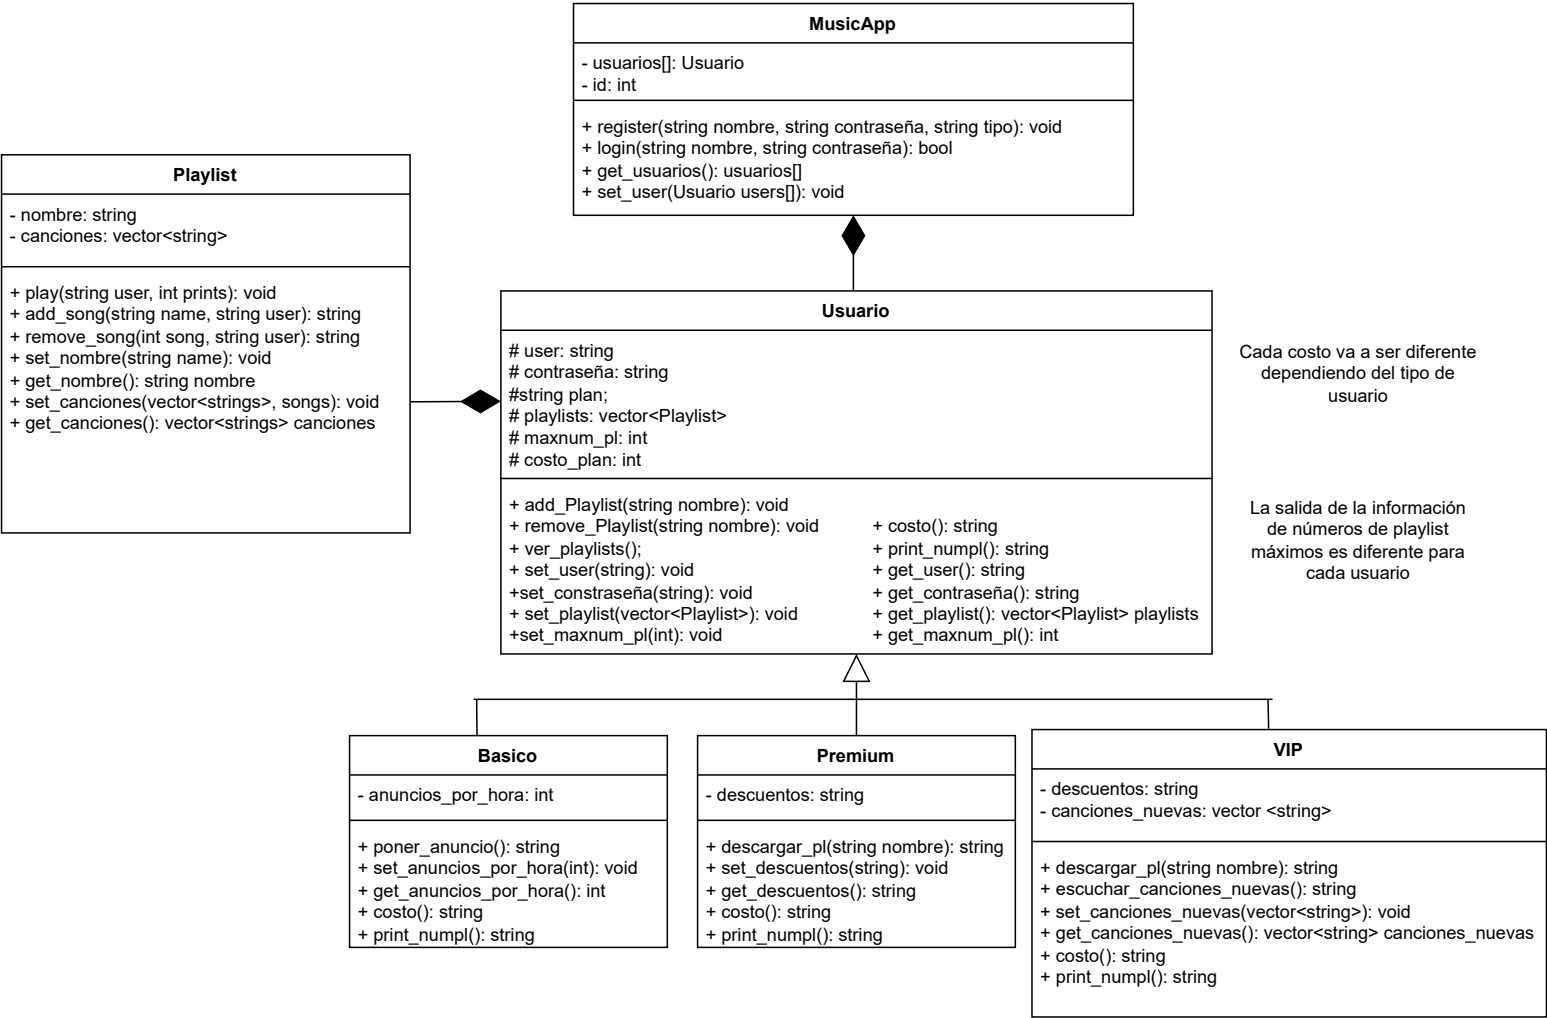 MusicApp
- usuarios[]: Usuario
- id: int
+ register(string nombre, string contraseña, string tipo): void
+ login(string nombre, string contraseña): bool
+ get_usuarios(): usuarios[]
+ set_user(Usuario users[]): void
Playlist
- nombre: string
- canciones: vector<string>
+ play(string user, int prints): void
+ add_song(string name, string user): string
+ remove_song(int song, string user): string
+ set_nombre(string name): void
+ get_nombre(): string nombre
+ set_canciones(vector<strings>, songs): void
+ get_canciones(): vector<strings> canciones
Usuario
# user: string
# contraseña: string
#string plan;
# playlists: vector<Playlist>
# maxnum_pl: int
# costo_plan: int
+ add_Playlist(string nombre): void
+ remove_Playlist(string nombre): void
+ ver_playlists();
+ set_user(string): void
+set_constraseña(string): void
+ set_playlist(vector<Playlist>): void
+set_maxnum_pl(int): void
+ costo(): string
+ print_numpl(): string
+ get_user(): string
+ get_contraseña(): string
+ get_playlist(): vector<Playlist> playlists
+ get_maxnum_pl(): int
Cada costo va a ser diferente
dependiendo del tipo de
usuario
La salida de la información
de números de playlist
máximos es diferente para
cada usuario
Basico
- anuncios_por_hora: int
+ poner_anuncio(): string
+ set_anuncios_por_hora(int): void
+ get_anuncios_por_hora(): int
+ costo(): string
+ print_numpl(): string
Premium
- descuentos: string
+ descargar_pl(string nombre): string
+ set_descuentos(string): void
+ get_descuentos(): string
+ costo(): string
+ print_numpl(): string
VIP
- descuentos: string
- canciones_nuevas: vector <string>
+ descargar_pl(string nombre): string
+ escuchar_canciones_nuevas(): string
+ set_canciones_nuevas(vector<string>): void
+ get_canciones_nuevas(): vector<string> canciones_nuevas
+ costo(): string
+ print_numpl(): string